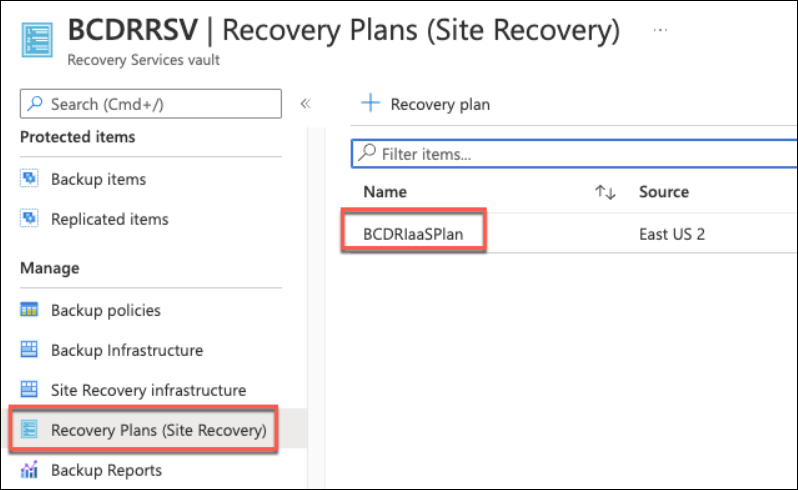 BCDRRSV | Recovery Plans (Site Recovery) ...
Recovery Services vault
Search (Cmd+/)
Protected items
Backup items
Replicated items
Manage
Backup policies
Backup Infrastructure
Site Recovery infrastructure
Recovery Plans (Site Recovery)
Backup Reports
Recovery plan
Filter items...
Name Source
BCDRIaaSPlan East US 2